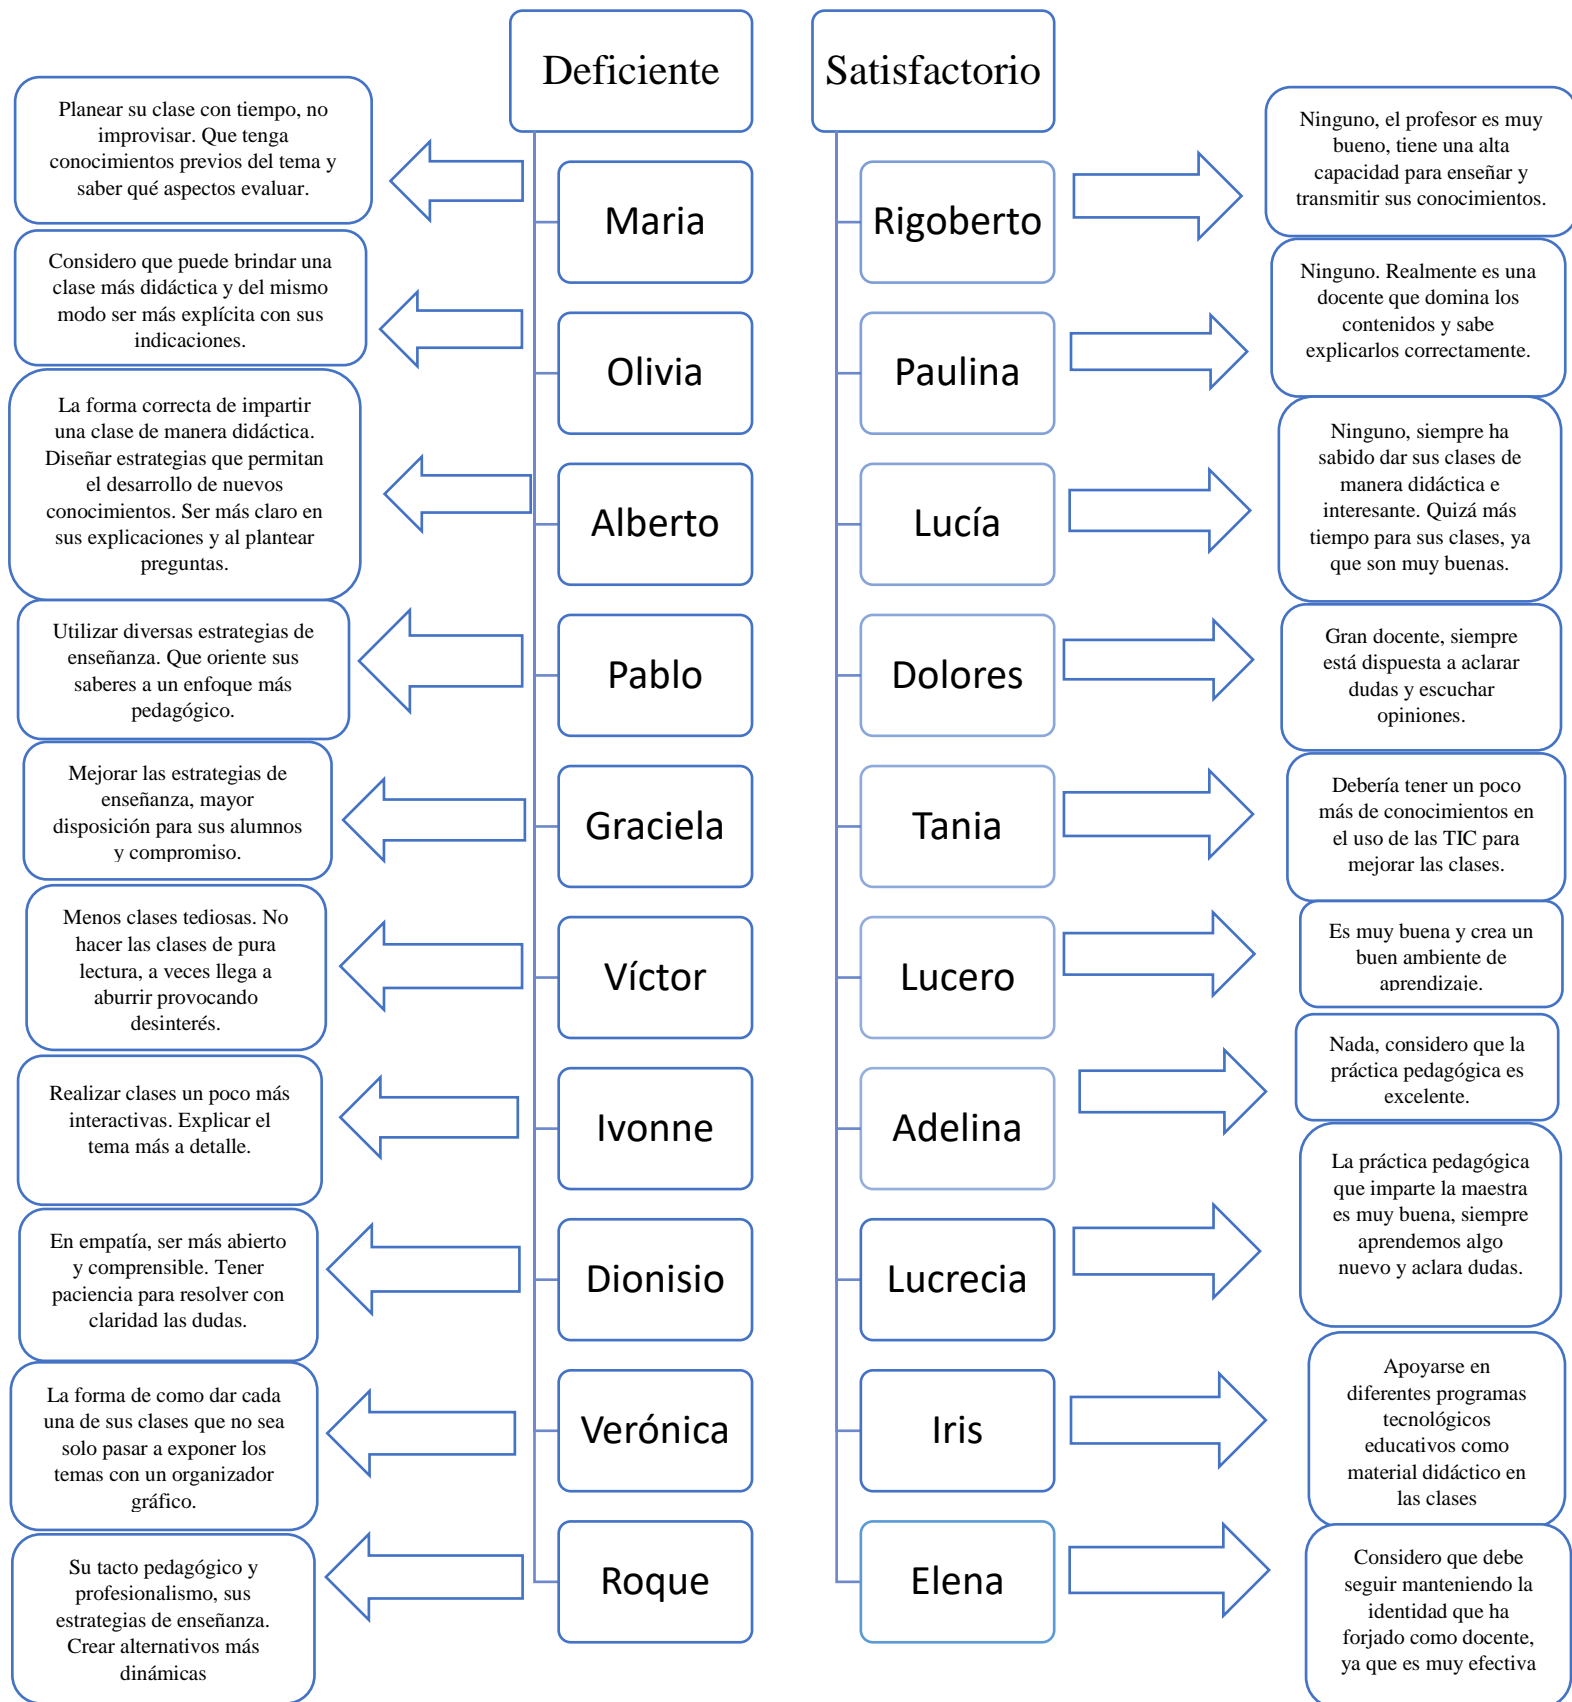 Deficiente
Satisfactorio
Planear su clase con tiempo, no
improvisar. Que tenga
conocimientos previos del tema y
saber qué aspectos evaluar.
Maria
Rigoberto
Ninguno, el profesor es muy
bueno, tiene una alta
capacidad para enseñar y
transmitir sus conocimientos.
Considero que puede brindar una
clase más didáctica y del mismo
modo ser más explícita con sus
indicaciones.
Olivia
Paulina
Ninguno. Realmente es una
docente que domina los
contenidos y sabe
explicarlos correctamente.
La forma correcta de impartir
una clase de manera didáctica.
Diseñar estrategias que permitan
el desarrollo de nuevos
conocimientos. Ser más claro en
sus explicaciones y al plantear
preguntas.
Alberto
Lucía
Ninguno, siempre ha
sabido dar sus clases de
manera didáctica e
interesante. Quizá más
tiempo para sus clases, ya
que son muy buenas.
Utilizar diversas estrategias de
enseñanza. Que oriente sus
saberes a un enfoque más
pedagógico.
Pablo
Dolores
Gran docente, siempre
está dispuesta a aclarar
dudas y escuchar
opiniones.
Mejorar las estrategias de
enseñanza, mayor
disposición para sus alumnos
y compromiso.
Graciela
Tania
Debería tener un poco
más de conocimientos en
el uso de las TIC para
mejorar las clases.
Menos clases tediosas. No
hacer las clases de pura
lectura, a veces llega a
aburrir provocando
desinterés.
Víctor
Lucero
Es muy buena y crea un
buen ambiente de
aprendizaje.
Realizar clases un poco más
interactivas. Explicar el
tema más a detalle.
Ivonne
Adelina
Nada, considero que la
práctica pedagógica es
excelente.
En empatía, ser más abierto
y comprensible. Tener
paciencia para resolver con
claridad las dudas.
Dionisio
Lucrecia
La práctica pedagógica
que imparte la maestra
es muy buena, siempre
aprendemos algo
nuevo y aclara dudas.
La forma de como dar cada
una de sus clases que no sea
solo pasar a exponer los
temas con un organizador
gráfico.
Verónica
Iris
Apoyarse en
diferentes programas
tecnológicos
educativos como
material didáctico en
las clases
Su tacto pedagógico y
profesionalismo, sus
estrategias de enseñanza.
Crear alternativos más
dinámicas
Roque
Elena
Considero que debe
seguir manteniendo la
identidad que ha
forjado como docente,
ya que es muy efectiva